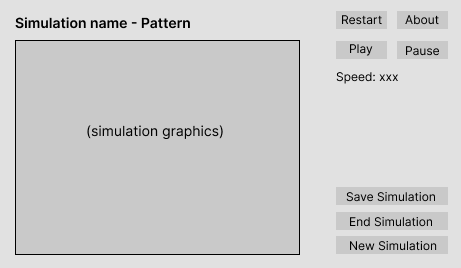 Simulation name - Pattern
Restart
About
Play
Pause
Speed: xxx
(simulation graphics)
Save Simulation
End Simulation
New Simulation